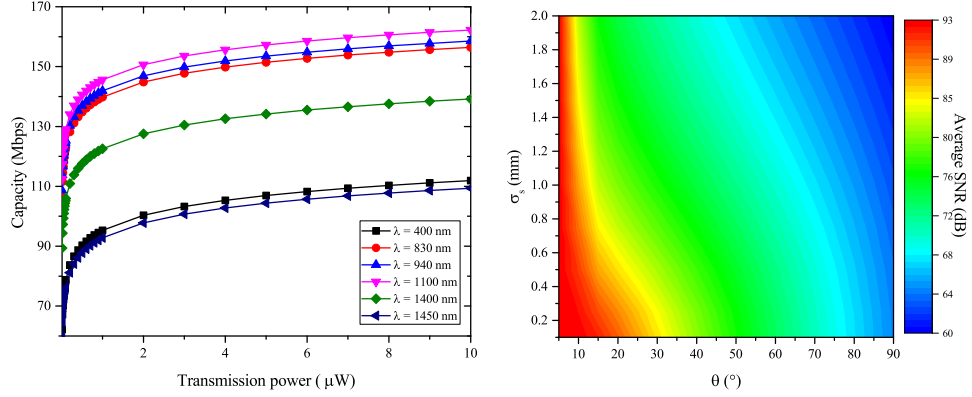 Capacity (Mbps)
170
150
130
110
90
70
λ = 400 nm
λ = 830 nm
λ = 940 nm
λ = 1100 nm
λ = 1400 nm
λ = 1450 nm
2 4 6 8 10
Transmission power ( μW)
σs (mm)
2.0
1.8
1.6
1.4
1.2
1.0
0.8
0.6
0.4
0.2
10 20 30 40 50 60 70 80 90
θ (°)
93
89
85
80
76
72
68
64
60
Average SNR (dB)